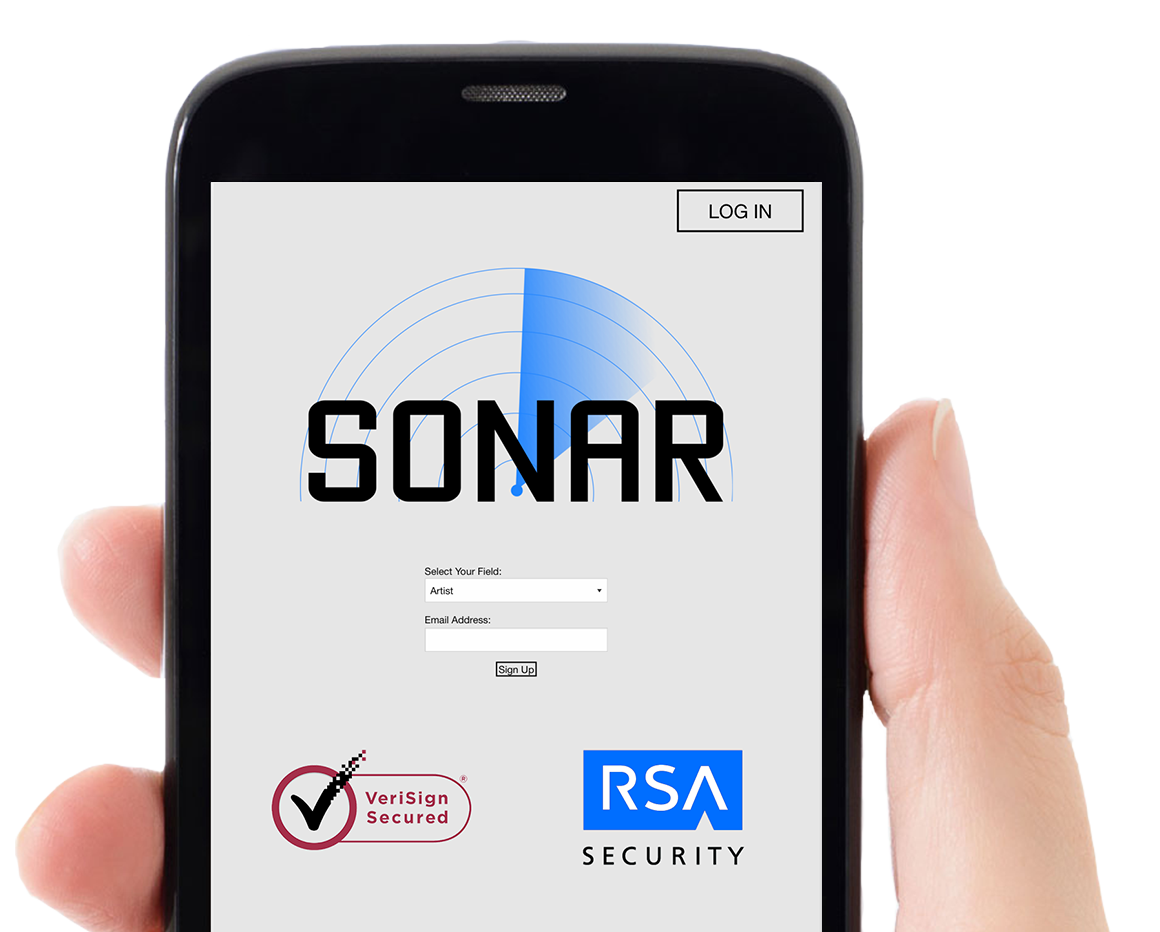 LOG IN
SONAR
Select Your Field:
Artist
Email Address:
Sign Up
VeriSign
Secured
®
RSA
SECURITY